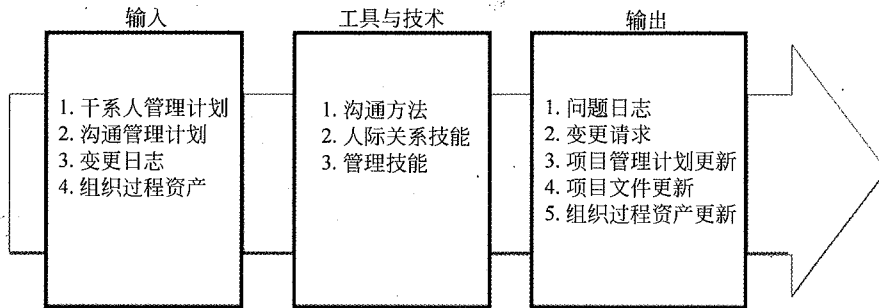 输入
1. 干系人管理计划
2. 沟通管理计划
3. 变更日志
4. 组织过程资产
工具与技术
1. 沟通方法
2. 人际关系技能
3. 管理技能
输出
1. 问题日志
2. 变更请求
3. 项目管理计划更新
4. 项目文件更新
5. 组织过程资产更新